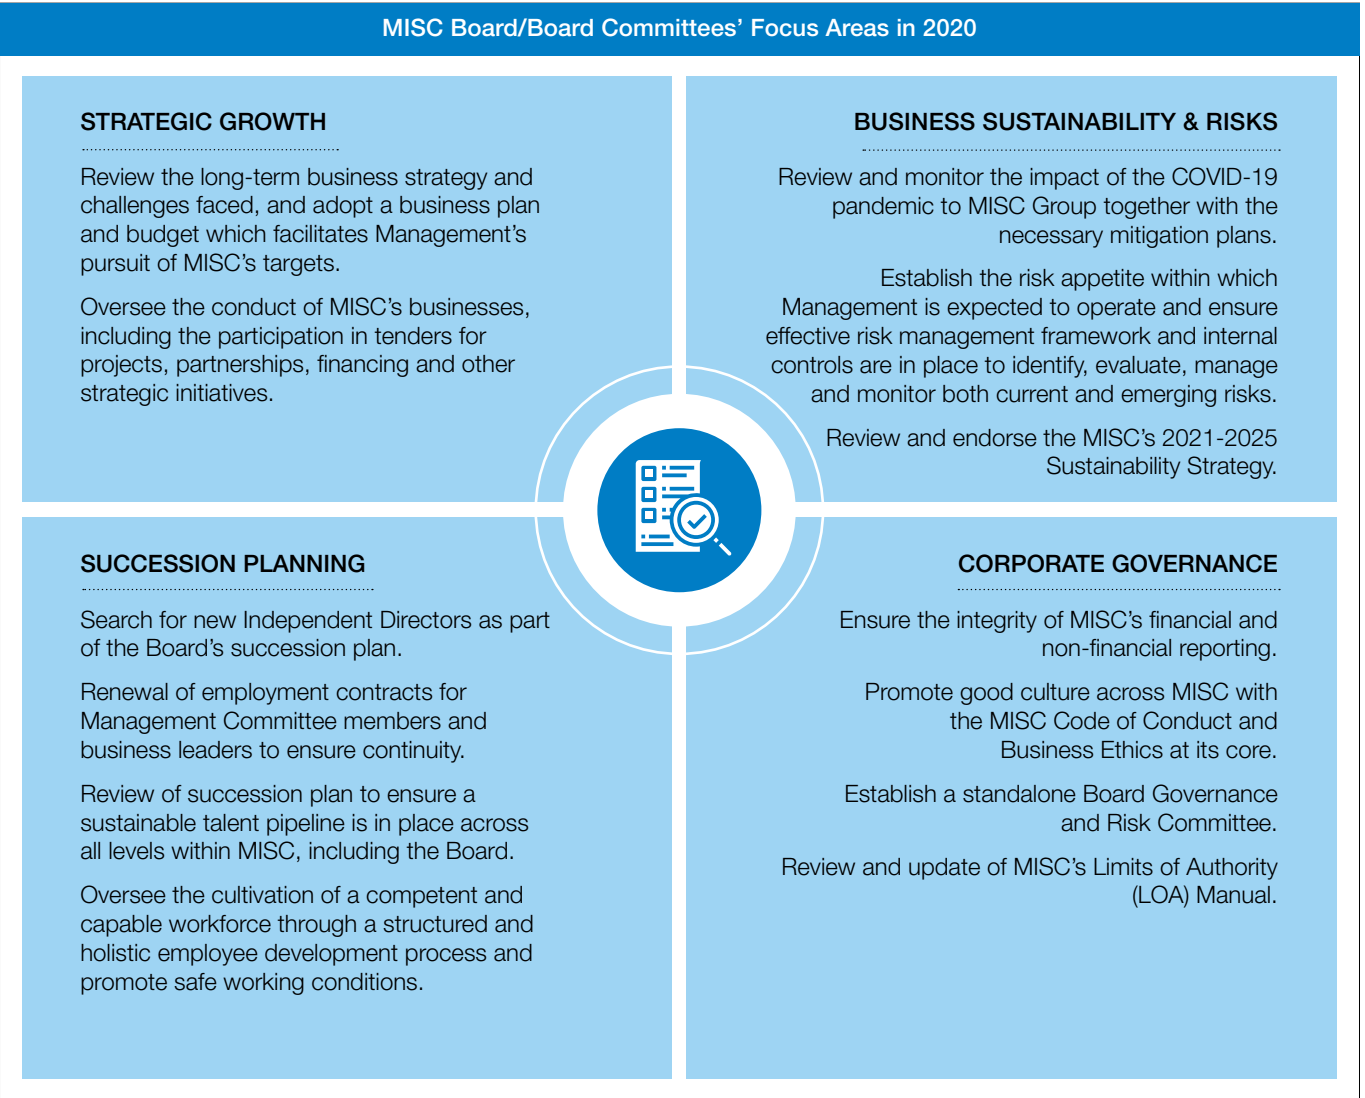 MISC Board/Board Committees’ Focus Areas in 2020
STRATEGIC GROWTH
Review the long-term business strategy and
challenges faced, and adopt a business plan
and budget which facilitates Management’s
pursuit of MISC’s targets.
Oversee the conduct of MISC’s businesses,
including the participation in tenders for
projects, partnerships, financing and other
strategic initiatives.
BUSINESS SUSTAINABILITY & RISKS
Review and monitor the impact of the COVID-19
pandemic to MISC Group together with the
necessary mitigation plans.
Establish the risk appetite within which
Management is expected to operate and ensure
effective risk management framework and internal
controls are in place to identify, evaluate, manage
and monitor both current and emerging risks.
Review and endorse the MISC’s 2021-2025
Sustainability Strategy.
SUCCESSION PLANNING
Search for new Independent Directors as part
of the Board’s succession plan.
Renewal of employment contracts for
Management Committee members and
business leaders to ensure continuity.
Review of succession plan to ensure a
sustainable talent pipeline is in place across
all levels within MISC, including the Board.
Oversee the cultivation of a competent and
capable workforce through a structured and
holistic employee development process and
promote safe working conditions.
CORPORATE GOVERNANCE
Ensure the integrity of MISC’s financial and
non-financial reporting.
Promote good culture across MISC with
the MISC Code of Conduct and
Business Ethics at its core.
Establish a standalone Board Governance
and Risk Committee.
Review and update of MISC’s Limits of Authority
(LOA) Manual.